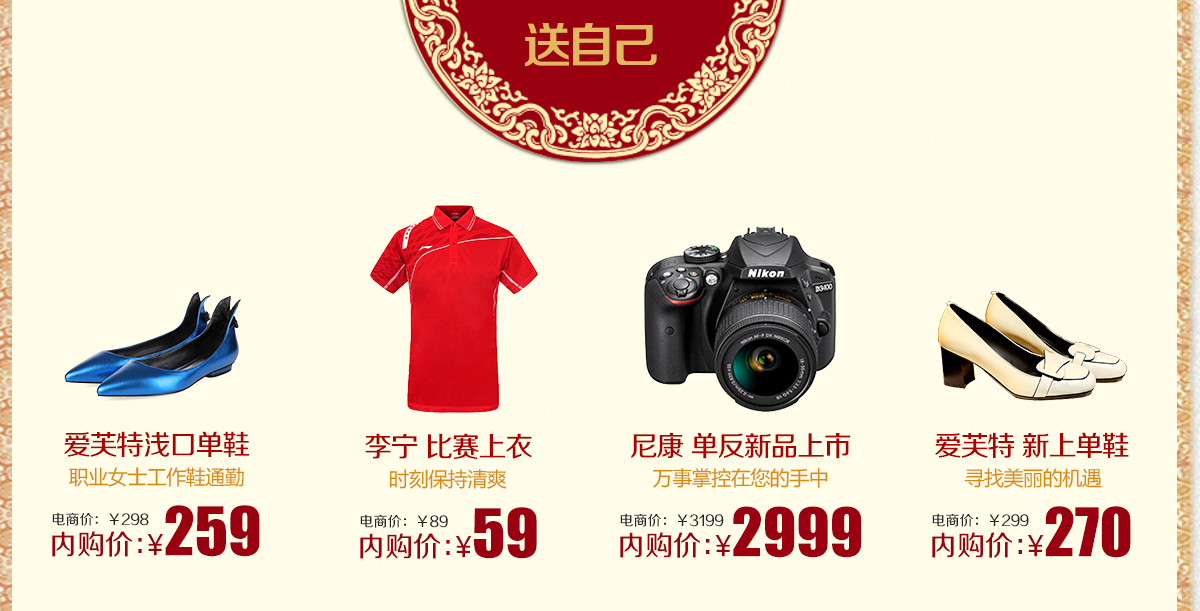 送自己
Nikon
D3400
爱芙特浅口单鞋
职业女士工作鞋通勤
电商价：￥298
内购价:￥259
李宁 比赛上衣
时刻保持清爽
电商价：￥89
内购价:￥59
尼康 单反新品上市
万事掌控在您的手中
电商价：￥3199
内购价:￥2999
爱芙特 新上单鞋
寻找美丽的机遇
电商价：￥299
内购价:￥270